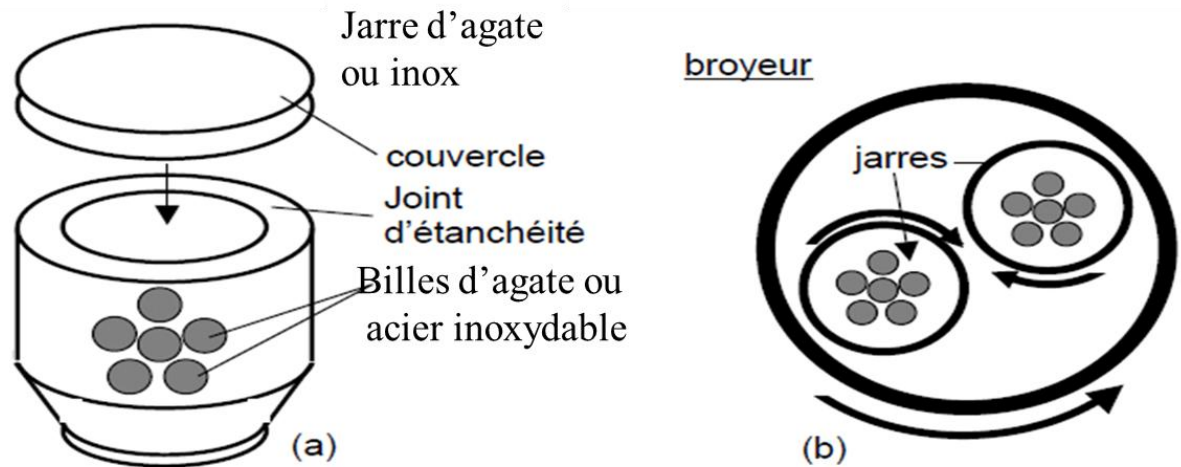 Jarre d’agate
ou inox
couvercle
Joint
d’étanchéité
Billes d’agate ou
acier inoxydable
(a)
broyeur
jarres
(b)